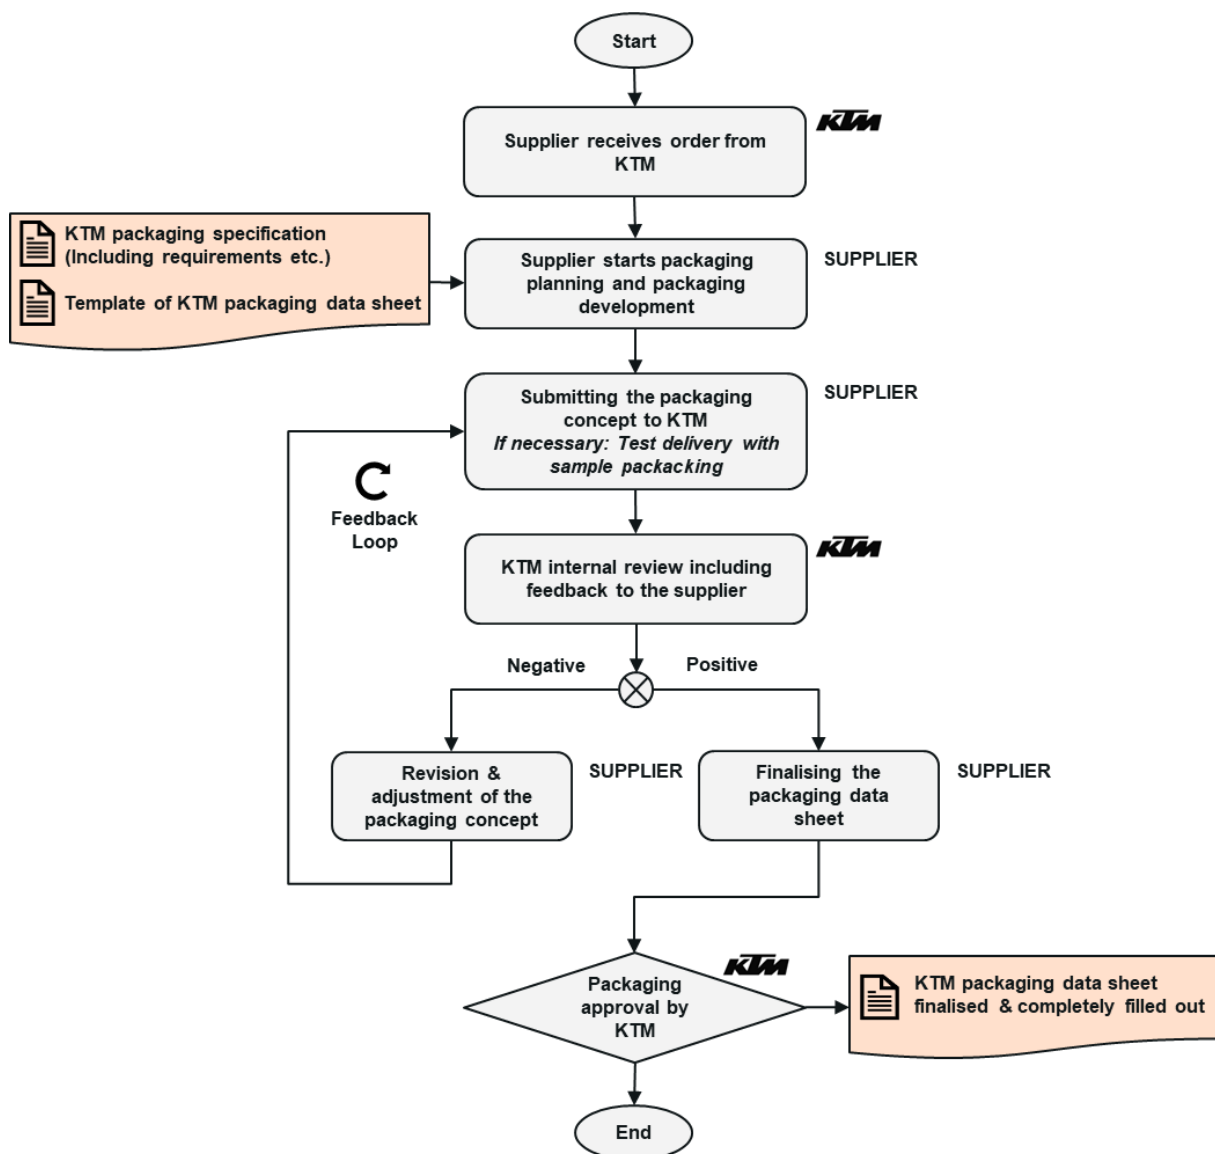 Start
KTM
Supplier receives order from
KTM
KTM packaging specification
(Including requirements etc.)
Template of KTM packaging data sheet
Supplier starts packaging
planning and packaging
development
SUPPLIER
Submitting the packaging
concept to KTM
If necessary: Test delivery with
sample packacking
SUPPLIER
Feedback
Loop
KTM
KTM internal review including
feedback to the supplier
Negative
Positive
Revision &
adjustment of the
packaging concept
SUPPLIER
Finalising the
packaging data
sheet
SUPPLIER
Packaging
approval by
KTM
KTM
KTM packaging data sheet
finalised & completely filled out
End